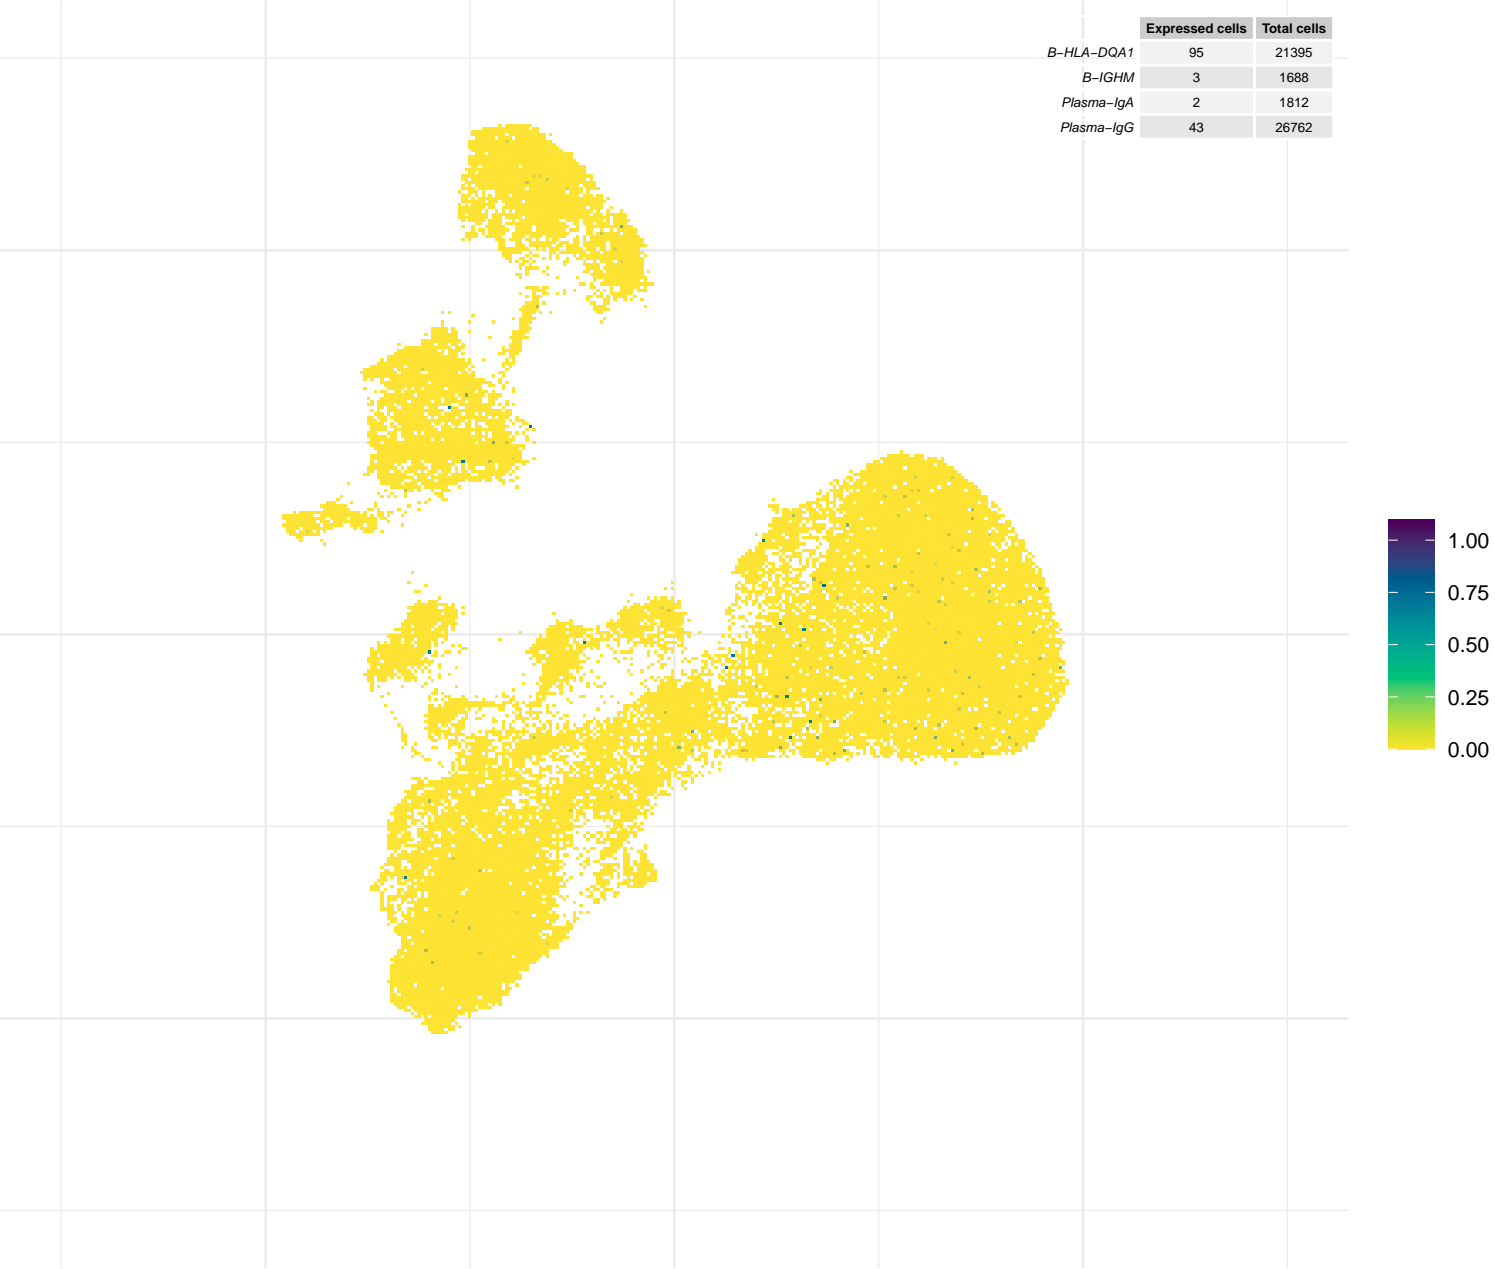 Expressed cells Total cells
B−HLA−DQA1 95 21395
B−IGHM 3 1688
Plasma−IgA 2 1812
Plasma−IgG 43 26762
1.00
0.75
0.50
0.25
0.00